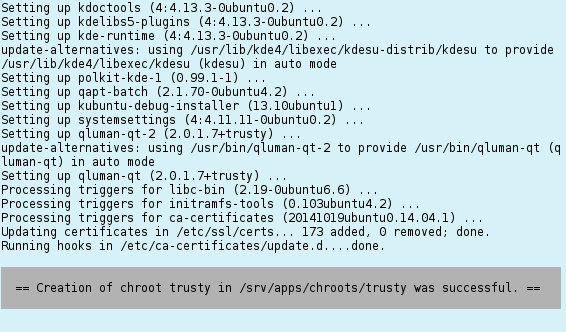 Setting up kdoctools (4:4.13.3-0ubuntu0.2) ...
Setting up kdelibs5-plugins (4:4.13.3-0ubuntu0.2) ...
Setting up kde-runtime (4:4.13.3-0ubuntu0.2) ...
update-alternatives: using /usr/lib/kde4/libexec/kdesu-distrib/kdesu to provide
/usr/lib/kde4/libexec/kdesu (kdesu) in auto mode
Setting up polkit-kde-1 (0.99.1-1) ...
Setting up qapt-batch (2.1.70-0ubuntu4.2) ...
Setting up kubuntu-debug-installer (13.10ubuntu1) ...
Setting up systemsettings (4:4.11.11-0ubuntu0.2) ...
Setting up qluman-qt-2 (2.0.1.7+trusty) ...
update-alternatives: using /usr/bin/qluman-qt-2 to provide /usr/bin/qluman-qt (q
luman-qt) in auto mode
Setting up qluman-qt (2.0.1.7+trusty) ...
Processing triggers for libc-bin (2.19-0ubuntu6.6) ...
Processing triggers for initramfs-tools (0.103ubuntu4.2) ...
Processing triggers for ca-certificates (20141019ubuntu0.14.04.1) ...
Updating certificates in /etc/ssl/certs... 173 added, 0 removed; done.
Running hooks in /etc/ca-certificates/update.d....done.
== Creation of chroot trusty in /srv/apps/chroots/trusty was successful. ==